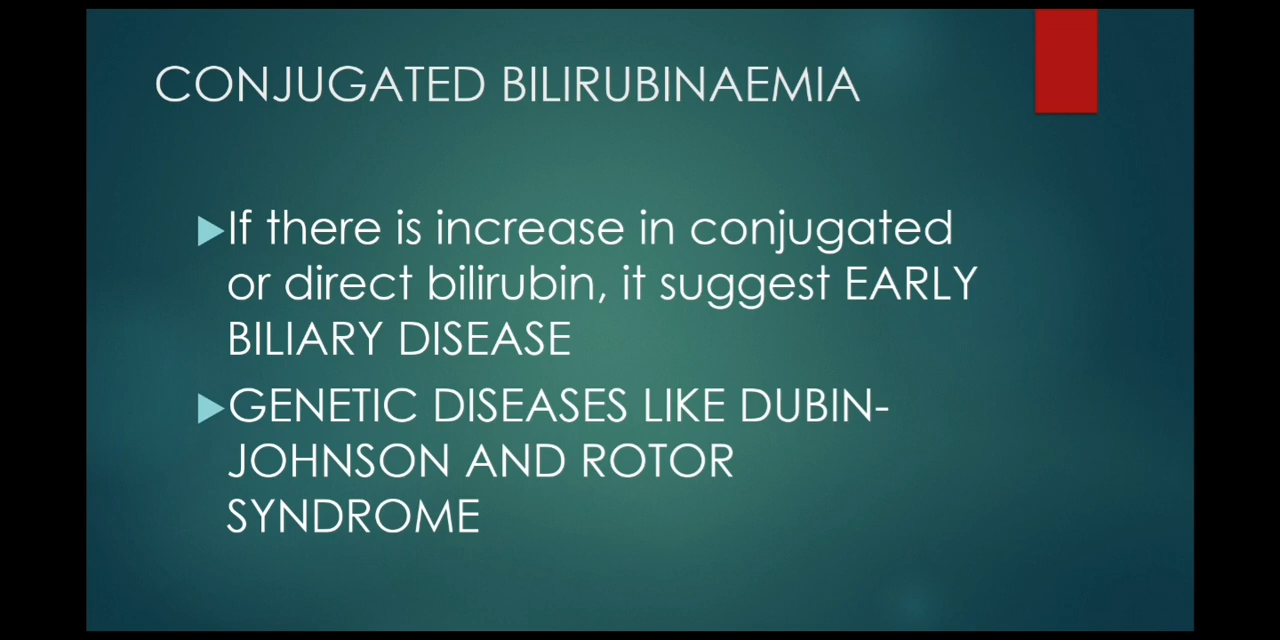 CONJUGATED BILIRUBINAEMIA
If there is increase in conjugated
or direct bilirubin, it suggest EARLY
BILIARY DISEASE
GENETIC DISEASES LIKE DUBIN-
JOHNSON AND ROTOR
SYNDROME